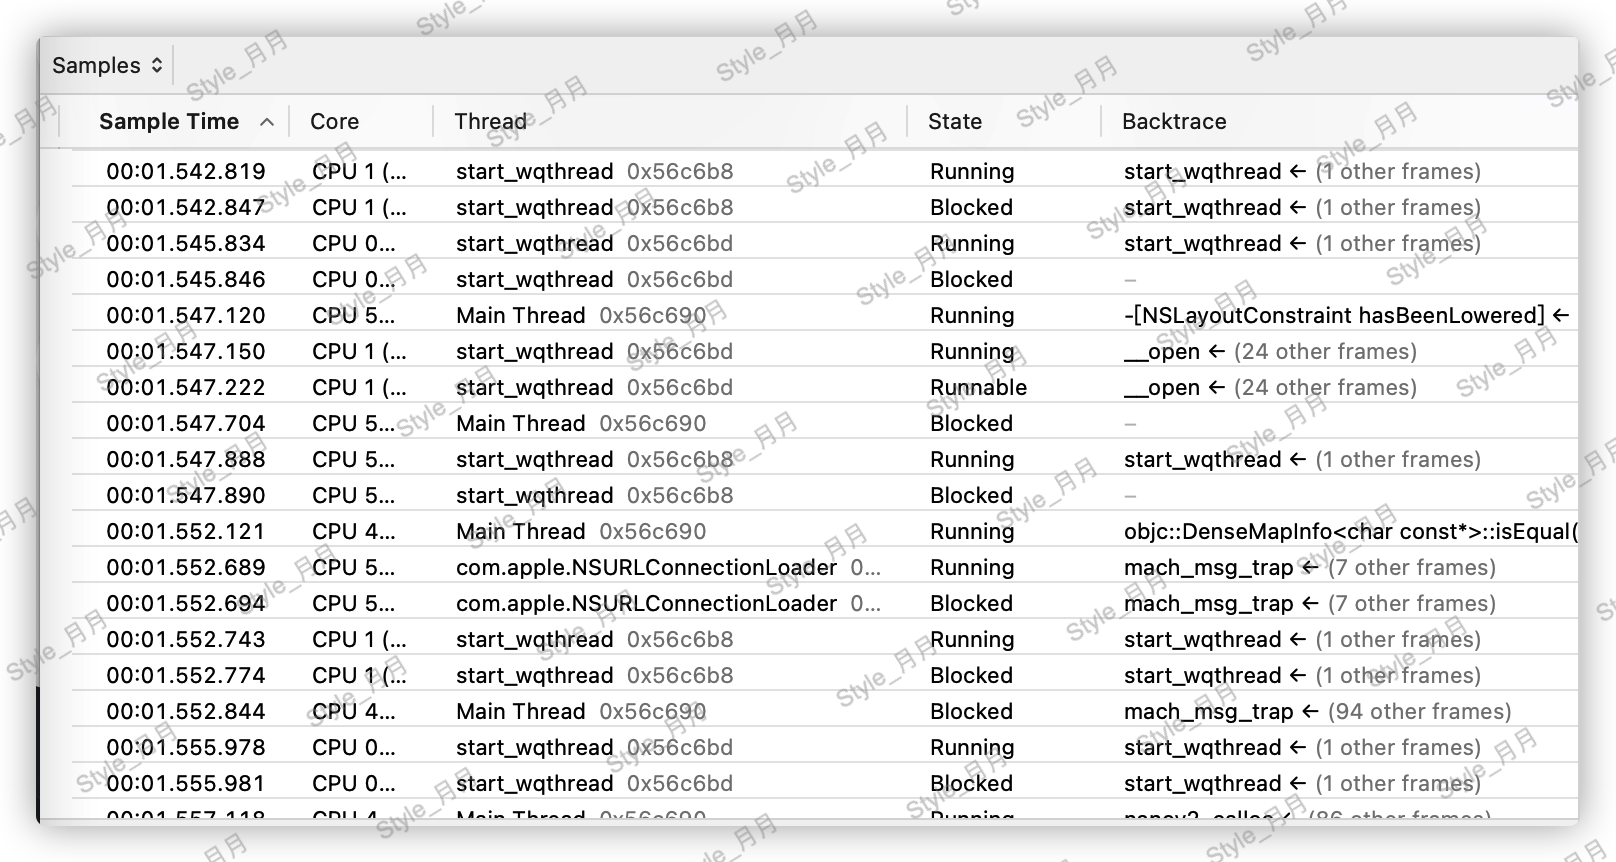 Samples
Sample Time Core Thread State Backtrace
00:01.542.819 CPU 1 (... start_wqthread 0x56c6b8 Running start_wqthread ← (1 other frames)
00:01.542.847 CPU 1 (... start_wqthread 0x56c6b8 Blocked start_wqthread ← (1 other frames)
00:01.545.834 CPU 0... start_wqthread 0x56c6bd Running start_wqthread ← (1 other frames)
00:01.545.846 CPU 0... start_wqthread 0x56c6bd Blocked –
00:01.547.120 CPU 5... Main Thread 0x56c690 Running -[NSLayoutConstraint hasBeenLowered] ←
00:01.547.150 CPU 1 (... start_wqthread 0x56c6bd Running __open ← (24 other frames)
00:01.547.222 CPU 1 (... start_wqthread 0x56c6bd Runnable __open ← (24 other frames)
00:01.547.704 CPU 5... Main Thread 0x56c690 Blocked –
00:01.547.888 CPU 5... start_wqthread 0x56c6b8 Running start_wqthread ← (1 other frames)
00:01.547.890 CPU 5... start_wqthread 0x56c6b8 Blocked –
00:01.552.121 CPU 4... Main Thread 0x56c690 Running objc::DenseMapInfo<char const*>::isEqual(
00:01.552.689 CPU 5... com.apple.NSURLConnectionLoader 0... Running mach_msg_trap ← (7 other frames)
00:01.552.694 CPU 5... com.apple.NSURLConnectionLoader 0... Blocked mach_msg_trap ← (7 other frames)
00:01.552.743 CPU 1 (... start_wqthread 0x56c6b8 Running start_wqthread ← (1 other frames)
00:01.552.774 CPU 1 (... start_wqthread 0x56c6b8 Blocked start_wqthread ← (1 other frames)
00:01.552.844 CPU 4... Main Thread 0x56c690 Blocked mach_msg_trap ← (94 other frames)
00:01.555.978 CPU 0... start_wqthread 0x56c6bd Running start_wqthread ← (1 other frames)
00:01.555.981 CPU 0... start_wqthread 0x56c6bd Blocked start_wqthread ← (1 other frames)
Main Thread 0x56c690 Running
Style_月月